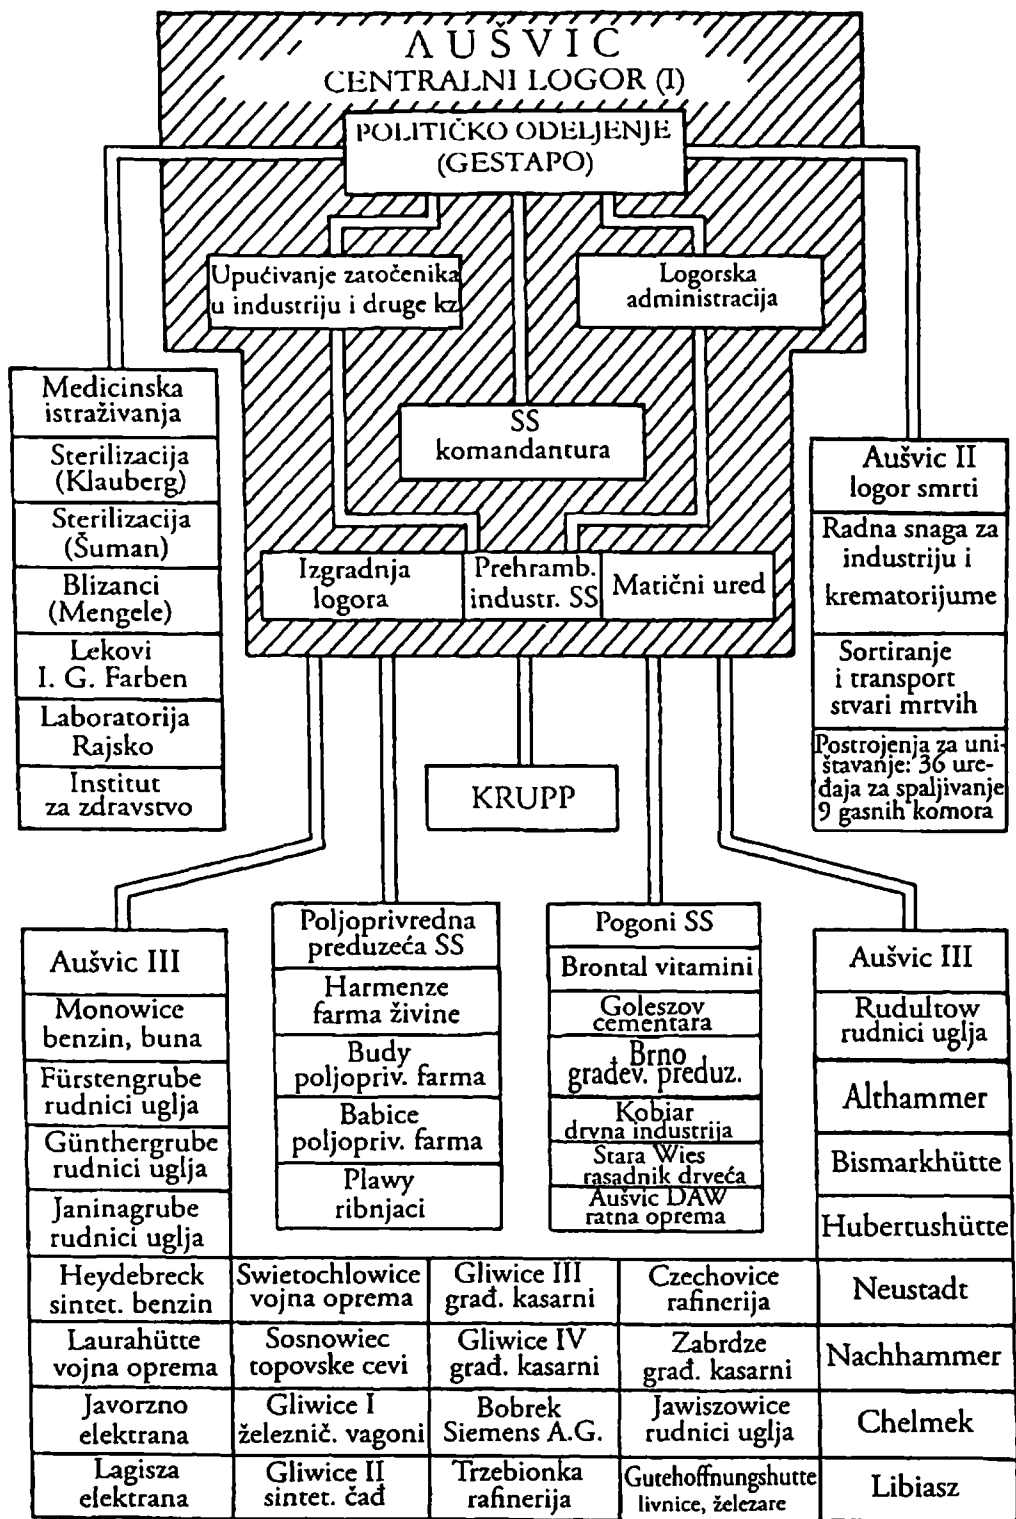 AUŠVIC
CENTRALNI LOGOR (I)
POLITIČKO ODELJENJE
(GESTAPO)
Upućivanje zatočenika
u industriju i druge kz.
Logorska
administracija
SS
komandantura
Izgradnja
logora
Prehramb.
industr. SS
Matični ured
Medicinska
istraživanja
Sterilizacija
(Klauberg)
Sterilizacija
(Šuman)
Blizanci
(Mengele)
Lekovi
I. G. Farben
Laboratorija
Rajsko
Institut
za zdravstvo
Aušvic II
logor smrti
Radna snaga za
industriju i
krematorijume
Sortiranje
i transport
stvari mrtvih
Postrojenja za uni-
štavanje: 36 ure-
đaja za spaljivanje
9 gasnih komora
KRUPP
Aušvic III
Monowice
benzin, buna
Fürstengrube
rudnici uglja
Günthergrube
rudnici uglja
Janinagrube
rudnici uglja
Heydebreck
sintet. benzin
Laurahütte
vojna oprema
Javorzno
elektrana
Lagisza
elektrana
Poljoprivredna
preduzeća SS
Harmenze
farma živine
Budy
poljopriv. farma
Babice
poljopriv. farma
Plawy
ribnjaci
Pogoni SS
Brontal vitamini
Goleszov
cementara
Brno
građev. preduz.
Kobiar
drvna industrija
Stara Wies
rasadnik drveća
Aušvic DAW
ratna oprema
Swietochlowice
vojna oprema
Sosnowiec
topovske cevi
Gliwice I
železnič. vagoni
Gliwice II
sintet. čađ
Gliwice III
građ. kasarni
Gliwice IV
građ. kasarni
Bobrek
Siemens A.G.
Trzebionka
rafinerija
Czechovice
rafinerija
Zabrdze
građ. kasarni
Jawiszowice
rudnici uglja
Gutehoffnungshutte
livnice, železare
Aušvic III
Rudultow
rudnici uglja
Althammer
Bismarkhütte
Hubertushütte
Neustadt
Nachhammer
Chelmek
Libiasz